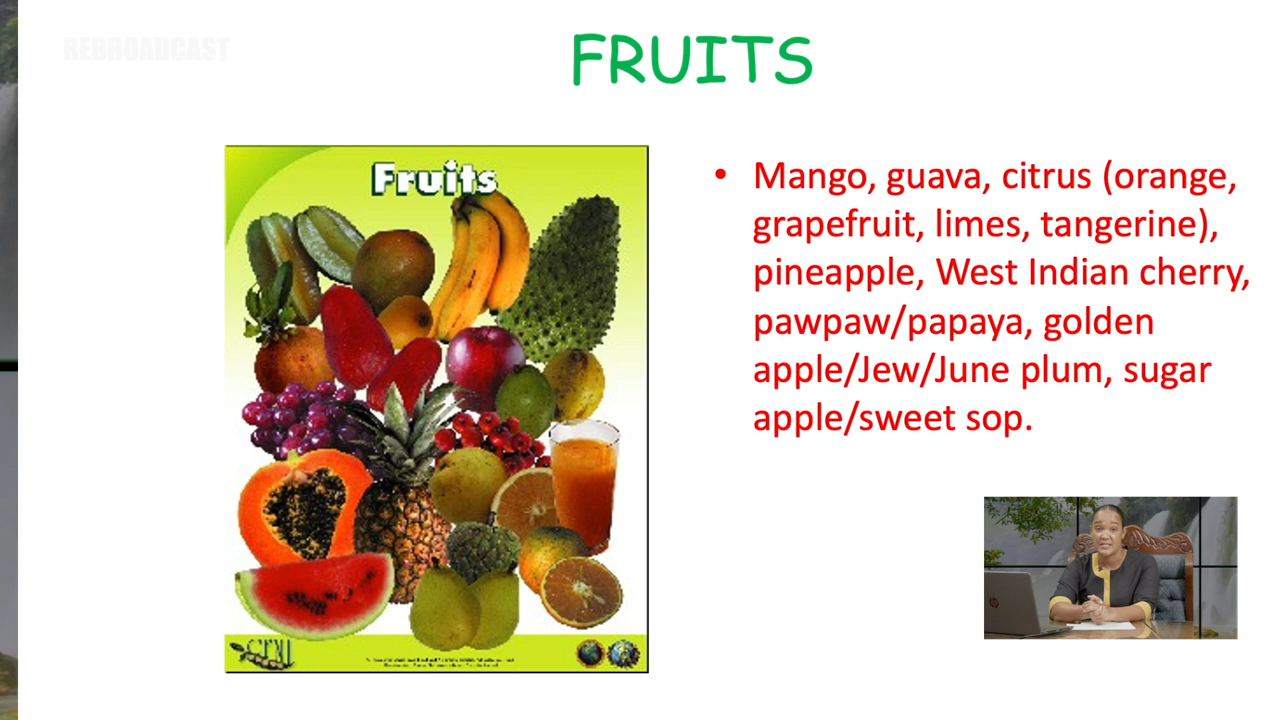 REBROADCAST
FRUITS
Fruits
• Mango, guava, citrus (orange,
grapefruit, limes, tangerine),
pineapple, West Indian cherry,
pawpaw/papaya, golden
apple/Jew/June plum, sugar
apple/sweet sop.